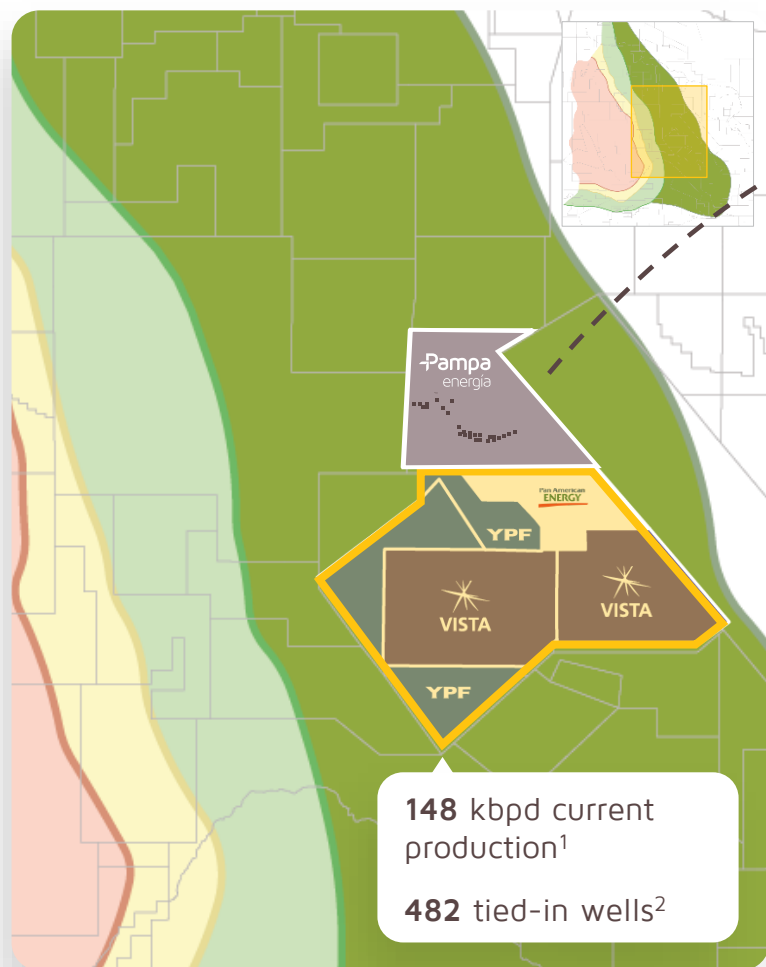 Pampa
energía
Pan American
ENERGY
YPF
VISTA
VISTA
YPF
148 kbpd current
production¹
482 tied-in wells²